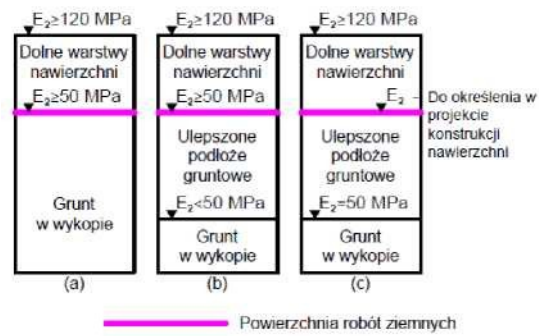 E₂≥120 MPa E₂≥120 MPa E₂≥120 MPa
Dolne warstwy
nawierzchni
E₂≥50 MPa
Grunt
w wykopie
(a)
Dolne warstwy
nawierzchni
E₂≥50 MPa
Ulepszone
podłoże
gruntowe
E₂<50 MPa
Grunt
w wykopie
(b)
Dolne warstwy
nawierzchni
E₂ - Do określenia w
projekcie
konstrukcji
nawierzchni
Ulepszone
podłoże
gruntowe
E₂=50 MPa
Grunt
w wykopie
(c)
Powierzchnia robót ziemnych